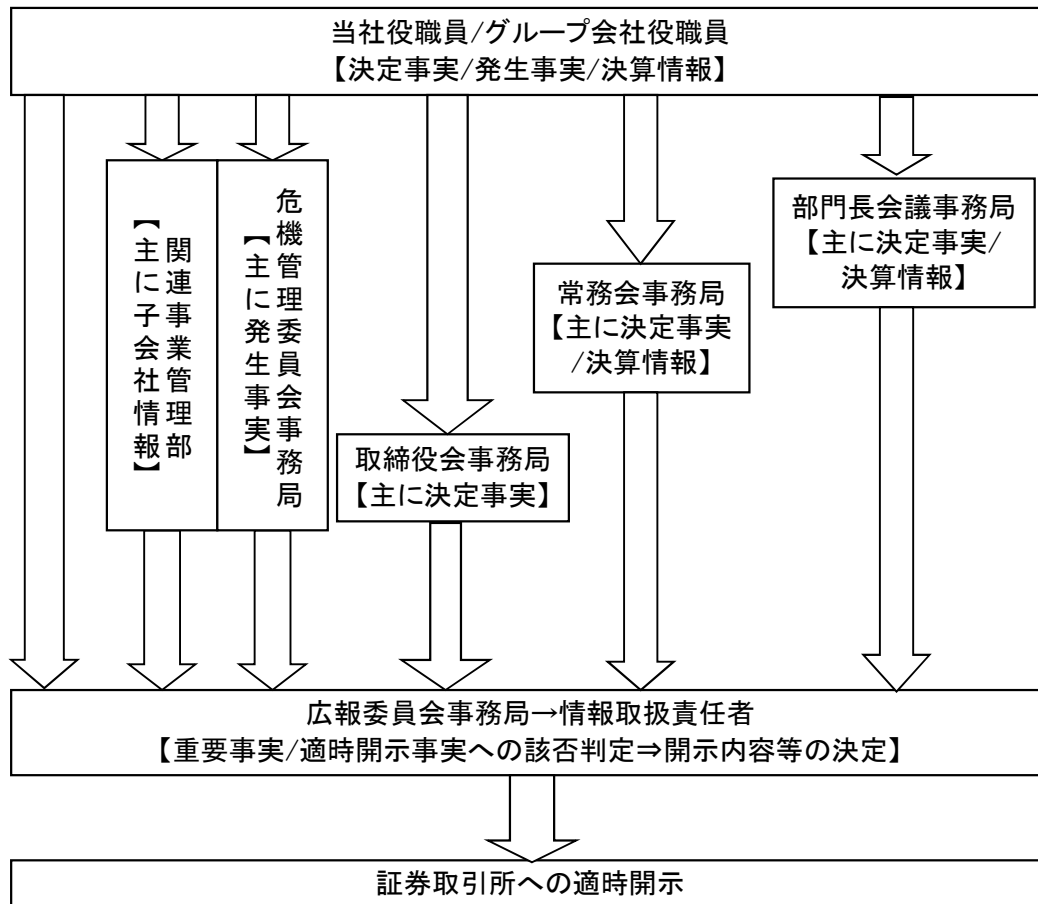 当社役職員/グループ会社役職員
【決定事実/発生事実/決算情報】
関連事業管理部
【主に子会社情報】
危機管理委員会事務局
【主に発生事実】
取締役会事務局
【主に決定事実】
常務会事務局
【主に決定事実
/決算情報】
部門長会議事務局
【主に決定事実/
決算情報】
広報委員会事務局→情報取扱責任者
【重要事実/適時開示事実への該否判定⇒開示内容等の決定】
証券取引所への適時開示